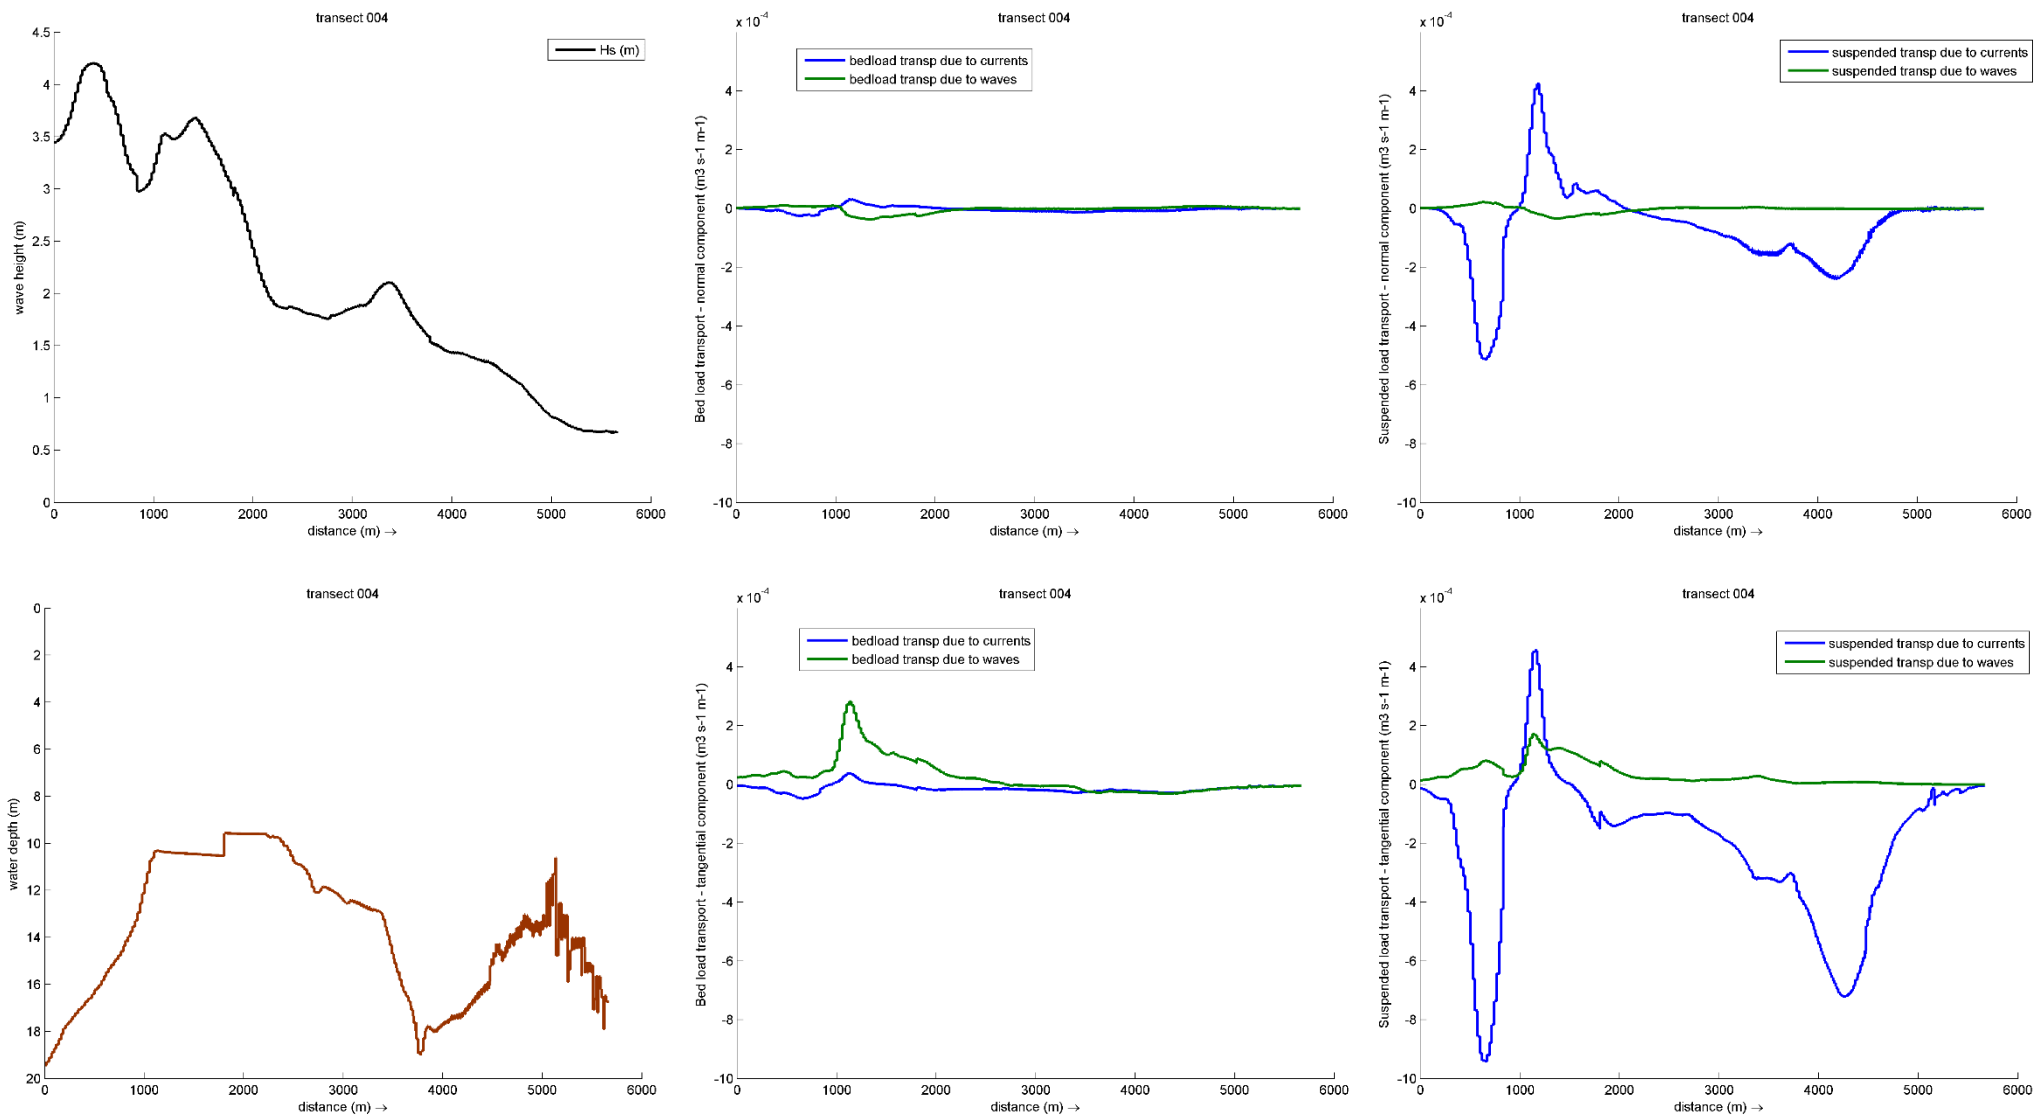 transect 004
Hs (m)
wave height (m)
4.5
4
3.5
3
2.5
2
1.5
1
0.5
0
0 1000 2000 3000 4000 5000 6000
distance (m) →
x 10-4
transect 004
bedload transp due to currents
bedload transp due to waves
Bed load transport - normal component (m3 s-1 m-1)
4
2
0
-2
-4
-6
-8
-10
0 1000 2000 3000 4000 5000 6000
distance (m) →
x 10-4
transect 004
suspended transp due to currents
suspended transp due to waves
Suspended load transport - normal component (m3 s-1 m-1)
4
2
0
-2
-4
-6
-8
-10
0 1000 2000 3000 4000 5000 6000
distance (m) →
transect 004
water depth (m)
0
2
4
6
8
10
12
14
16
18
20
0 1000 2000 3000 4000 5000 6000
distance (m) →
x 10-4
transect 004
bedload transp due to currents
bedload transp due to waves
Bed load transport - tangential component (m3 s-1 m-1)
4
2
0
-2
-4
-6
-8
-10
0 1000 2000 3000 4000 5000 6000
distance (m) →
x 10-4
transect 004
suspended transp due to currents
suspended transp due to waves
Suspended load transport - tangential component (m3 s-1 m-1)
4
2
0
-2
-4
-6
-8
-10
0 1000 2000 3000 4000 5000 6000
distance (m) →